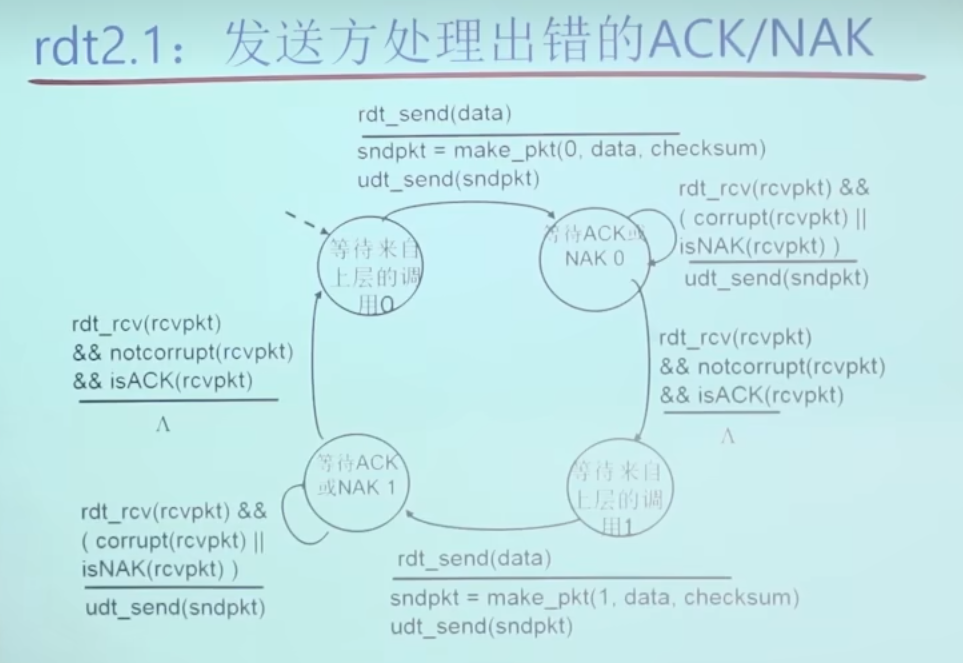 rdt2.1：发送方处理出错的ACK/NAK
rdt_send(data)
sndpkt = make_pkt(0, data, checksum)
udt_send(sndpkt)
rdt_rcv(rcvpkt) &&
( corrupt(rcvpkt) ||
isNAK(rcvpkt) )
udt_send(sndpkt)
等待来自
上层的调
用0
等待ACK或
NAK 0
rdt_rcv(rcvpkt)
&& notcorrupt(rcvpkt)
&& isACK(rcvpkt)
Λ
rdt_rcv(rcvpkt)
&& notcorrupt(rcvpkt)
&& isACK(rcvpkt)
Λ
等待ACK
或NAK 1
等待来自
上层的调
用1
rdt_rcv(rcvpkt) &&
( corrupt(rcvpkt) ||
isNAK(rcvpkt) )
udt_send(sndpkt)
rdt_send(data)
sndpkt = make_pkt(1, data, checksum)
udt_send(sndpkt)